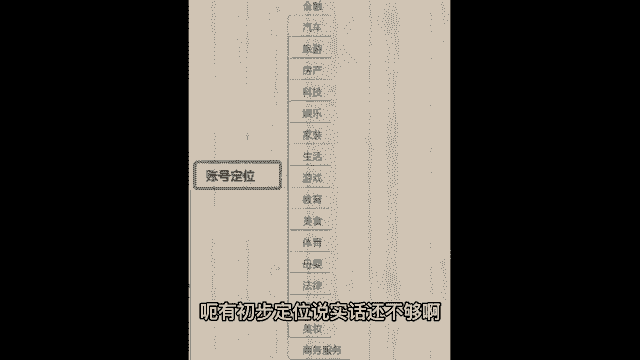 金融
汽车
旅游
房产
科技
娱乐
家装
生活
账号定位
游戏
教育
美食
体育
母婴
法律
呃有初步定位说实话还不够啊
美妆
商务服务